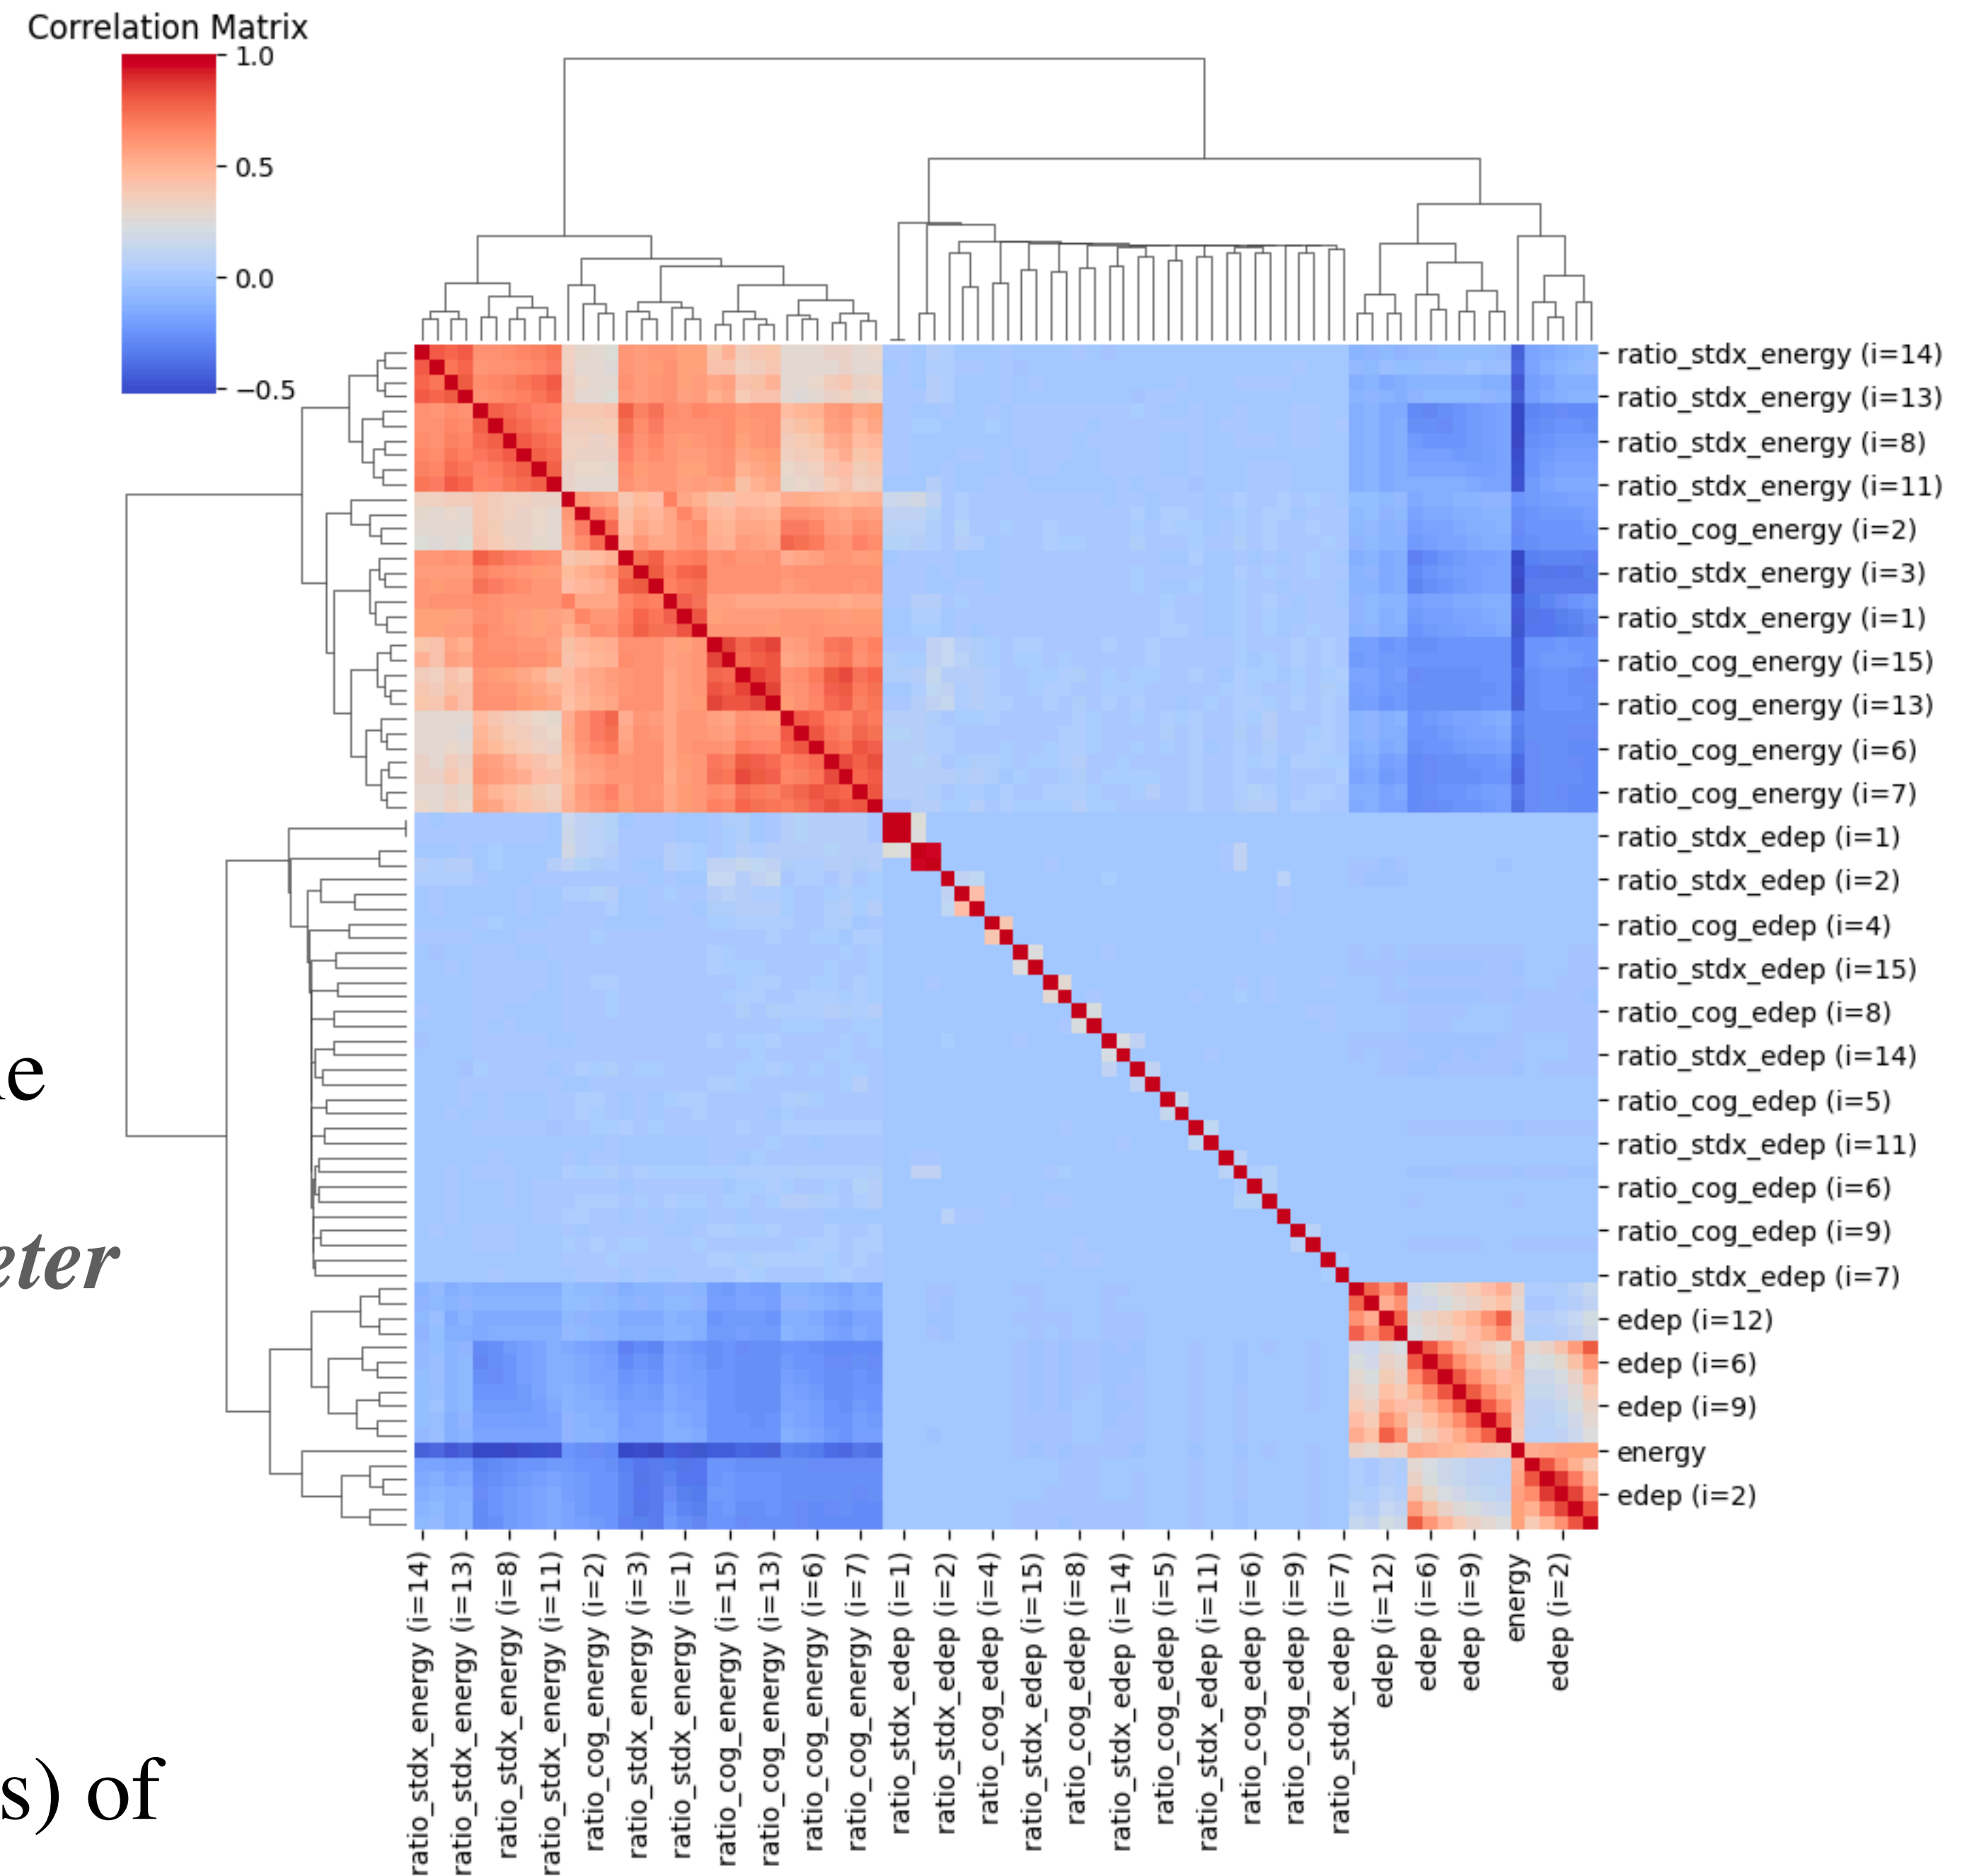 Correlation Matrix
1.0
0.5
0.0
−0.5
ratio_stdx_energy (i=14)
ratio_stdx_energy (i=13)
ratio_stdx_energy (i=8)
ratio_stdx_energy (i=11)
ratio_cog_energy (i=2)
ratio_stdx_energy (i=3)
ratio_stdx_energy (i=1)
ratio_cog_energy (i=15)
ratio_cog_energy (i=13)
ratio_cog_energy (i=6)
ratio_cog_energy (i=7)
ratio_stdx_edep (i=1)
ratio_stdx_edep (i=2)
ratio_cog_edep (i=4)
ratio_stdx_edep (i=15)
ratio_cog_edep (i=8)
ratio_stdx_edep (i=14)
ratio_cog_edep (i=5)
ratio_stdx_edep (i=11)
ratio_cog_edep (i=6)
ratio_cog_edep (i=9)
ratio_stdx_edep (i=7)
edep (i=12)
edep (i=6)
edep (i=9)
energy
edep (i=2)
eter
s) of
ratio_stdx_energy (i=14)
ratio_stdx_energy (i=13)
ratio_stdx_energy (i=8)
ratio_stdx_energy (i=11)
ratio_cog_energy (i=2)
ratio_stdx_energy (i=3)
ratio_stdx_energy (i=1)
ratio_cog_energy (i=15)
ratio_cog_energy (i=13)
ratio_cog_energy (i=6)
ratio_cog_energy (i=7)
ratio_stdx_edep (i=1)
ratio_stdx_edep (i=2)
ratio_cog_edep (i=4)
ratio_stdx_edep (i=15)
ratio_cog_edep (i=8)
ratio_stdx_edep (i=14)
ratio_cog_edep (i=5)
ratio_stdx_edep (i=11)
ratio_cog_edep (i=6)
ratio_cog_edep (i=9)
ratio_stdx_edep (i=7)
edep (i=12)
edep (i=6)
edep (i=9)
energy
edep (i=2)